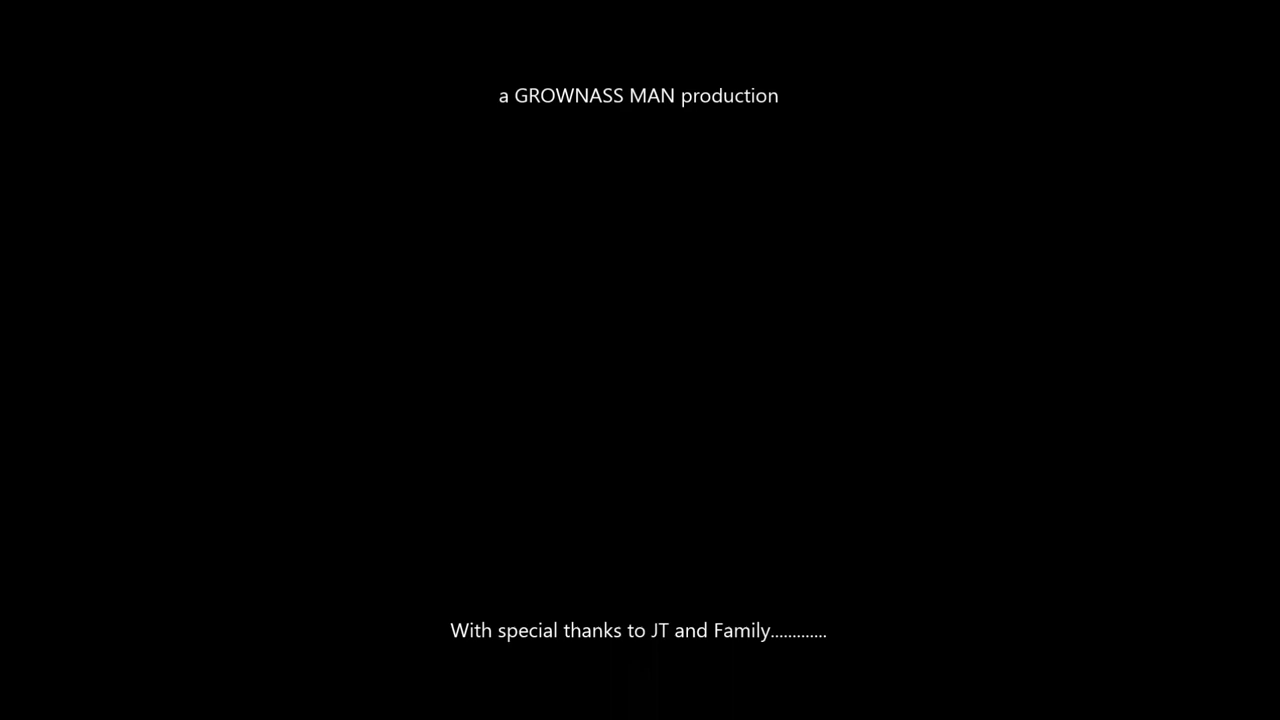 a GROWNASS MAN production
With special thanks to JT and Family.............